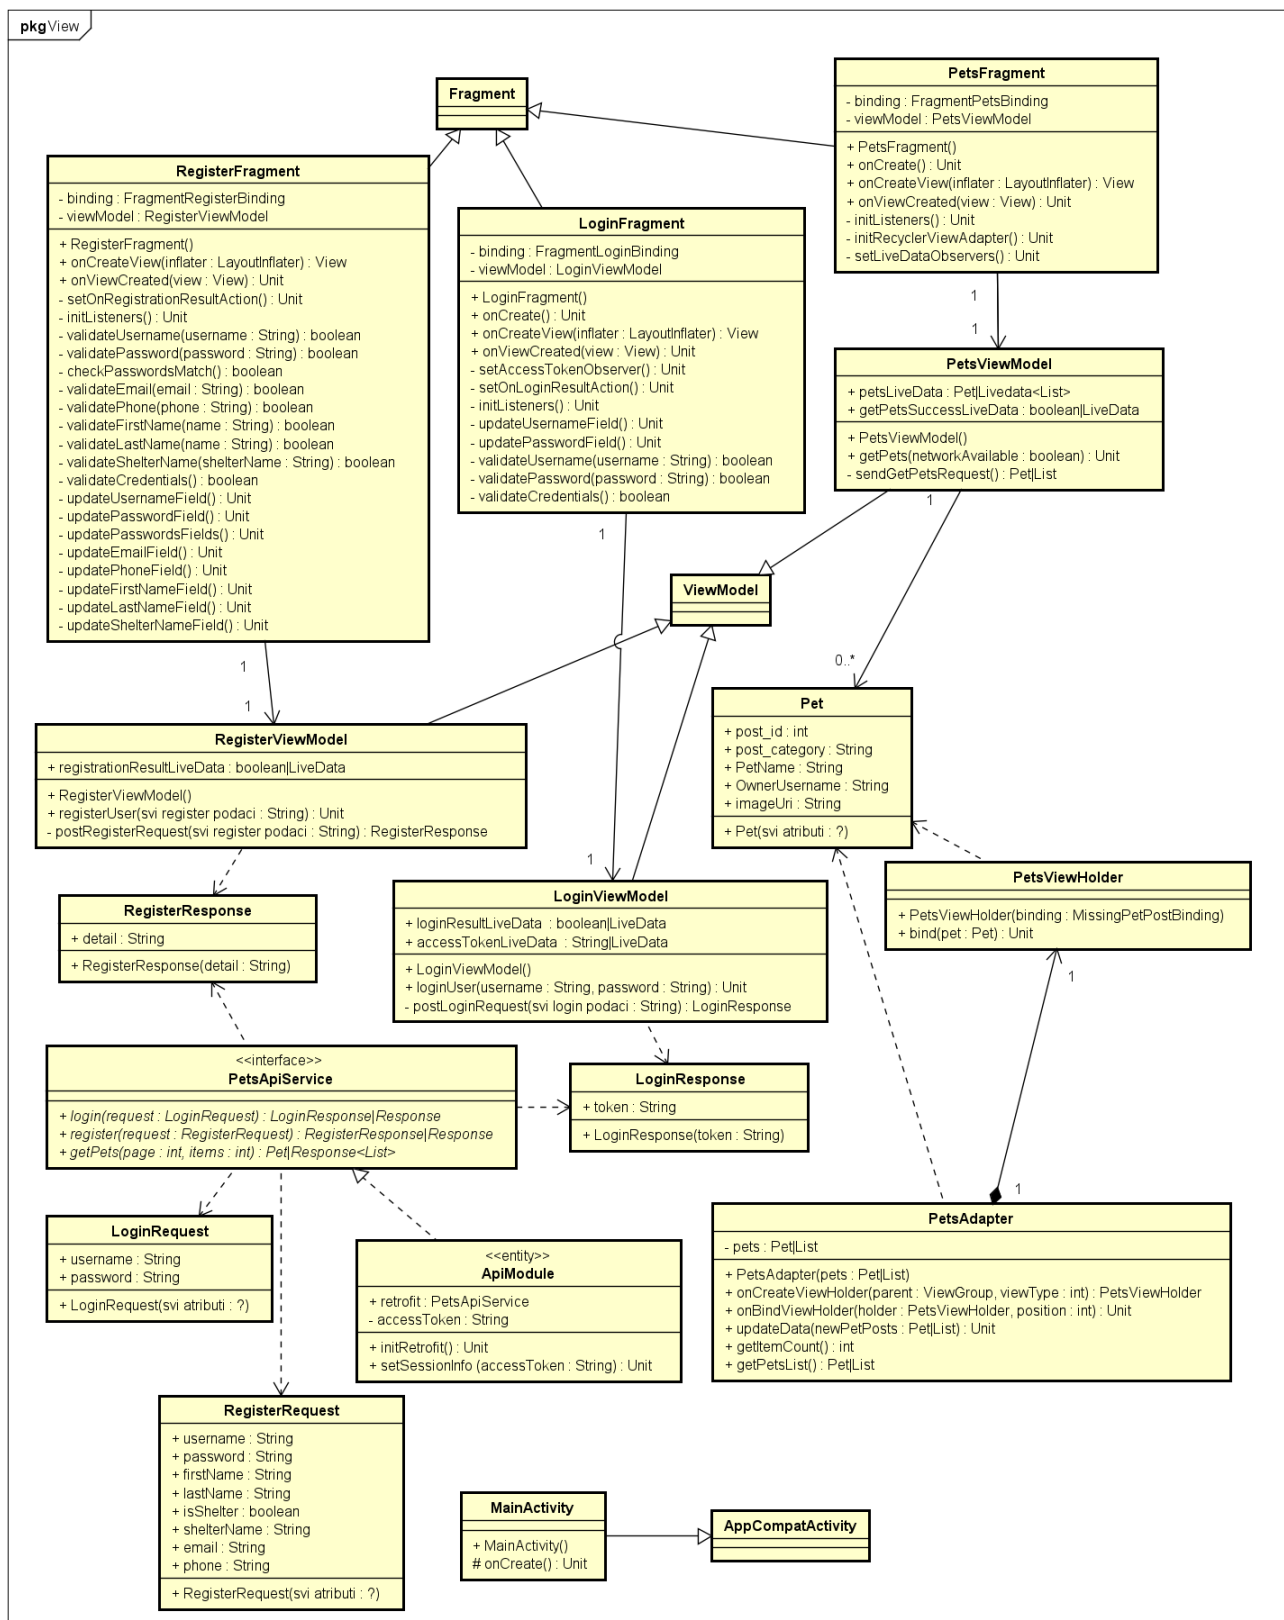 pkg View
Fragment
PetsFragment
- binding : FragmentPetsBinding
- viewModel : PetsViewModel
+ PetsFragment()
+ onCreate() : Unit
+ onCreateView(inflater : LayoutInflater) : View
+ onViewCreated(view : View) : Unit
- initListeners() : Unit
- initRecyclerViewAdapter() : Unit
- setLiveDataObservers() : Unit
RegisterFragment
- binding : FragmentRegisterBinding
- viewModel : RegisterViewModel
+ RegisterFragment()
+ onCreateView(inflater : LayoutInflater) : View
+ onViewCreated(view : View) : Unit
- setOnRegistrationResultAction() : Unit
- initListeners() : Unit
- validateUsername(username : String) : boolean
- validatePassword(password : String) : boolean
- checkPasswordsMatch() : boolean
- validateEmail(email : String) : boolean
- validatePhone(phone : String) : boolean
- validateFirstName(name : String) : boolean
- validateLastName(name : String) : boolean
- validateShelterName(shelterName : String) : boolean
- validateCredentials() : boolean
- updateUsernameField() : Unit
- updatePasswordField() : Unit
- updatePasswordsFields() : Unit
- updateEmailField() : Unit
- updatePhoneField() : Unit
- updateFirstNameField() : Unit
- updateLastNameField() : Unit
- updateShelterNameField() : Unit
LoginFragment
- binding : FragmentLoginBinding
- viewModel : LoginViewModel
+ LoginFragment()
+ onCreate() : Unit
+ onCreateView(inflater : LayoutInflater) : View
+ onViewCreated(view : View) : Unit
- setAccessTokenObserver() : Unit
- setOnLoginResultAction() : Unit
- initListeners() : Unit
- updateUsernameField() : Unit
- updatePasswordField() : Unit
- validateUsername(username : String) : boolean
- validatePassword(password : String) : boolean
- validateCredentials() : boolean
1
1
PetsViewModel
+ petsLiveData : Pet|Livedata<List>
+ getPetsSuccessLiveData : boolean|LiveData
+ PetsViewModel()
+ getPets(networkAvailable : boolean) : Unit
- sendGetPetsRequest() : Pet|List
1
1
ViewModel
1
1
0..*
Pet
+ post_id : int
+ post_category : String
+ PetName : String
+ OwnerUsername : String
+ imageUri : String
+ Pet(svi atributi : ?)
RegisterViewModel
+ registrationResultLiveData : boolean|LiveData
+ RegisterViewModel()
+ registerUser(svi register podaci : String) : Unit
- postRegisterRequest(svi register podaci : String) : RegisterResponse
1
PetsViewHolder
+ PetsViewHolder(binding : MissingPetPostBinding)
+ bind(pet : Pet) : Unit
1
LoginViewModel
+ loginResultLiveData : boolean|LiveData
+ accessTokenLiveData : String|LiveData
+ LoginViewModel()
+ loginUser(username : String, password : String) : Unit
- postLoginRequest(svi login podaci : String) : LoginResponse
RegisterResponse
+ detail : String
+ RegisterResponse(detail : String)
<<interface>>
PetsApiService
+ login(request : LoginRequest) : LoginResponse|Response
+ register(request : RegisterRequest) : RegisterResponse|Response
+ getPets(page : int, items : int) : Pet|Response<List>
LoginResponse
+ token : String
+ LoginResponse(token : String)
1
PetsAdapter
- pets : Pet|List
+ PetsAdapter(pets : Pet|List)
+ onCreateViewHolder(parent : ViewGroup, viewType : int) : PetsViewHolder
+ onBindViewHolder(holder : PetsViewHolder, position : int) : Unit
+ updateData(newPetPosts : Pet|List) : Unit
+ getItemCount() : int
+ getPetsList() : Pet|List
LoginRequest
+ username : String
+ password : String
+ LoginRequest(svi atributi : ?)
<<entity>>
ApiModule
+ retrofit : PetsApiService
- accessToken : String
+ initRetrofit() : Unit
+ setSessionInfo (accessToken : String) : Unit
RegisterRequest
+ username : String
+ password : String
+ firstName : String
+ lastName : String
+ isShelter : boolean
+ shelterName : String
+ email : String
+ phone : String
+ RegisterRequest(svi atributi : ?)
MainActivity
+ MainActivity()
# onCreate() : Unit
AppCompatActivity